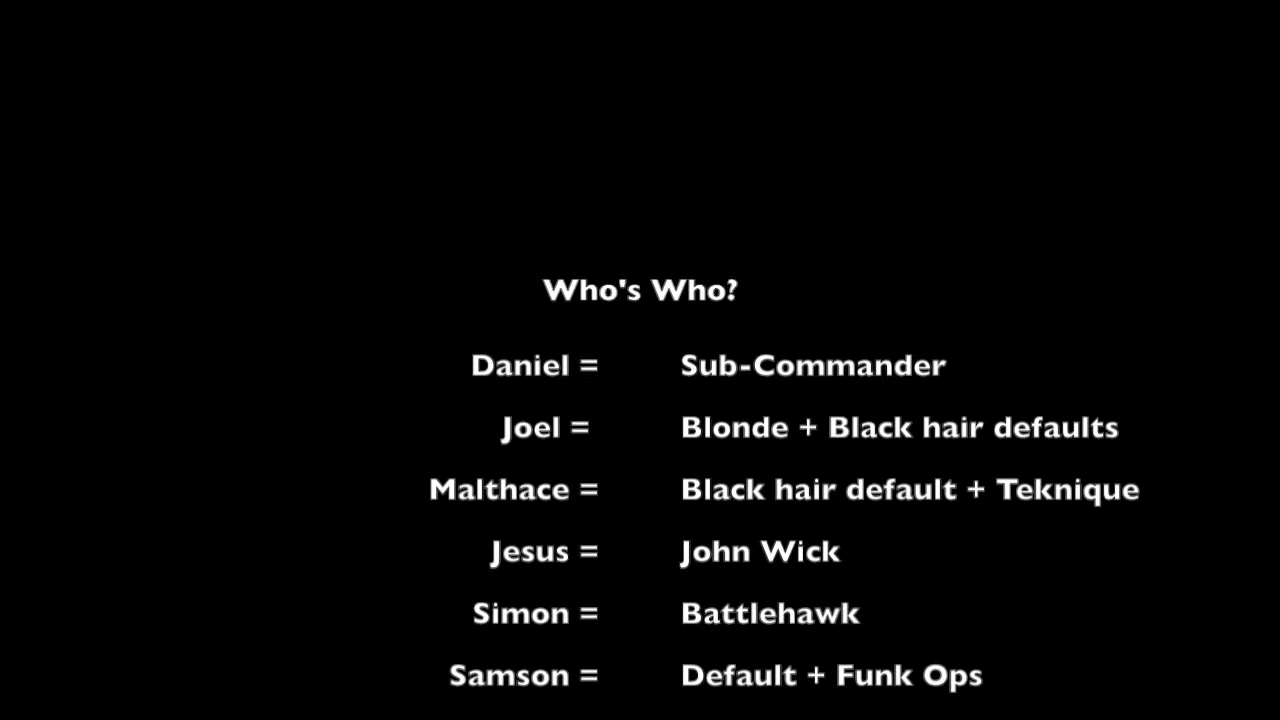 Who's Who?
Daniel = Sub-Commander
Joel = Blonde + Black hair defaults
Malthace = Black hair default + Teknique
Jesus = John Wick
Simon = Battlehawk
Samson = Default + Funk Ops